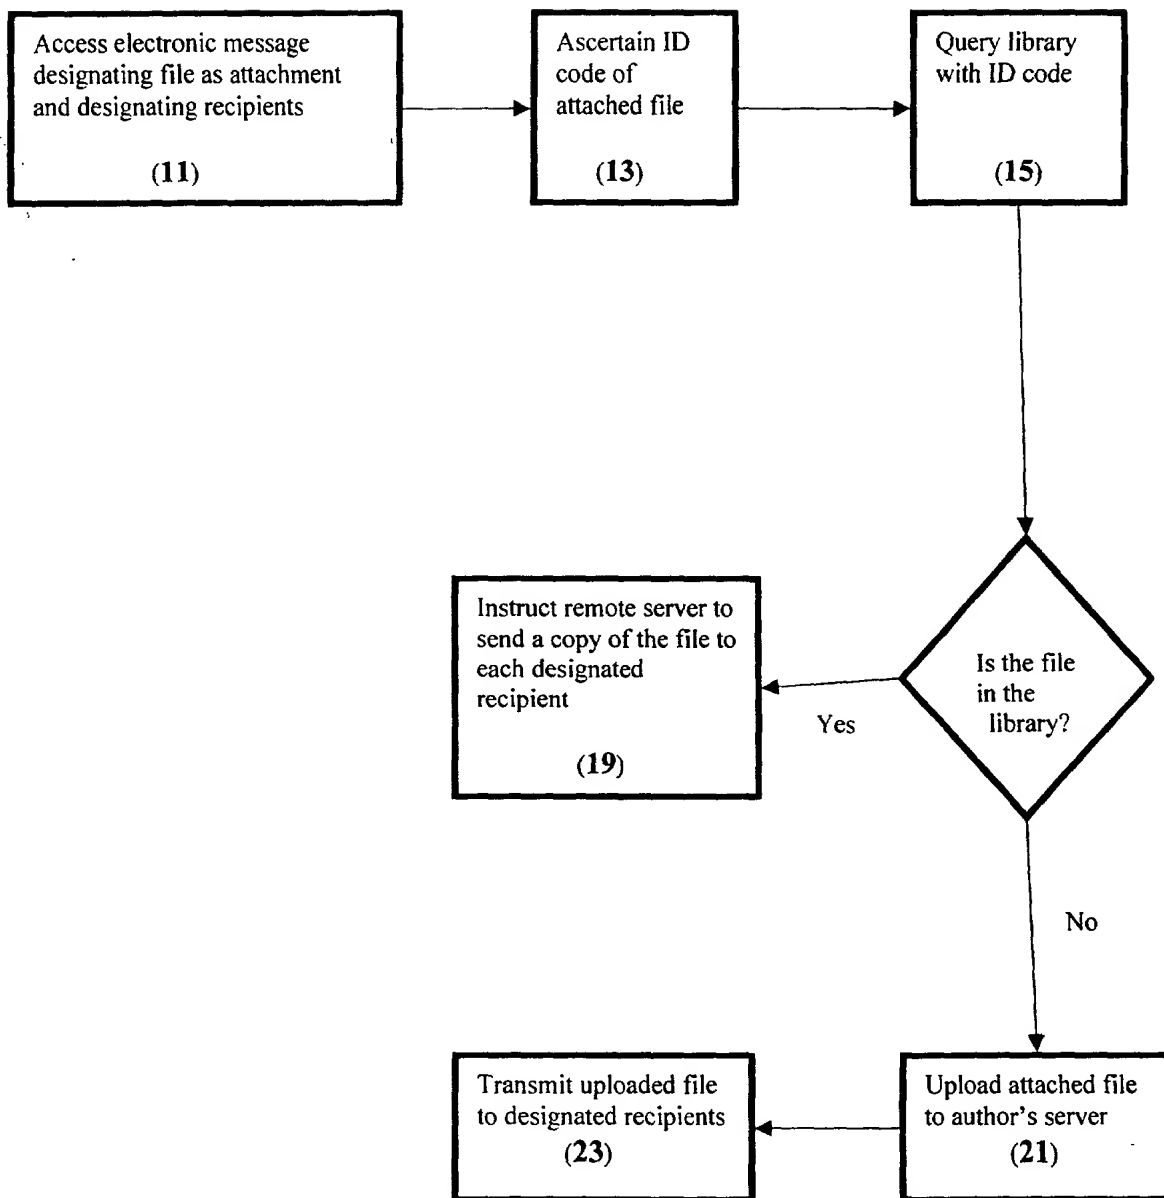 Access electronic message
designating file as attachment
and designating recipients
(11)
Ascertain ID
code of
attached file
(13)
Query library
with ID code
(15)
Is the file
in the
library?
Yes
Instruct remote server to
send a copy of the file to
each designated
recipient
(19)
No
Upload attached file
to author's server
(21)
Transmit uploaded file
to designated recipients
(23)